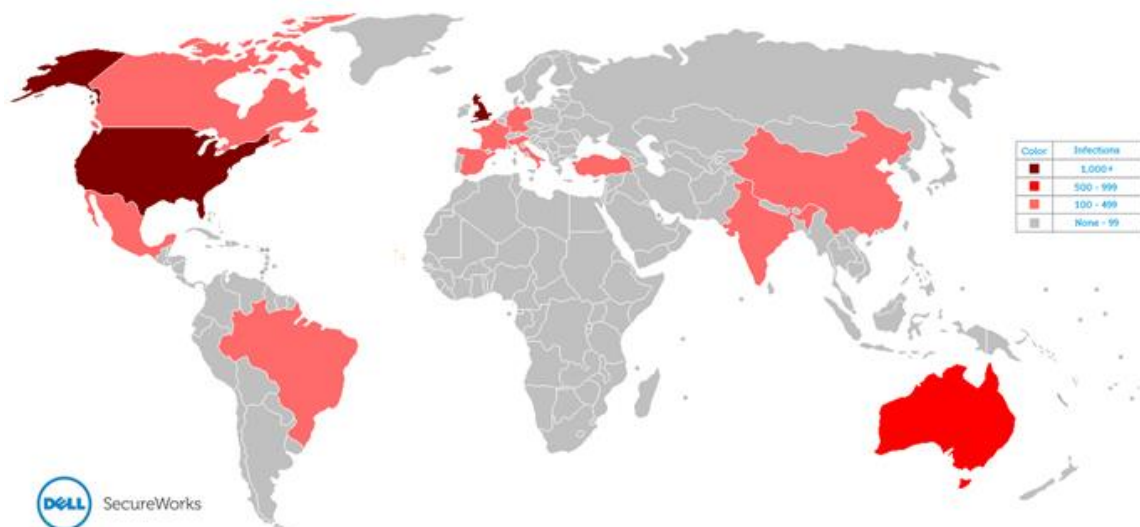 Color Infections
1,000+
500 - 999
100 - 499
None - 99
DELL SecureWorks